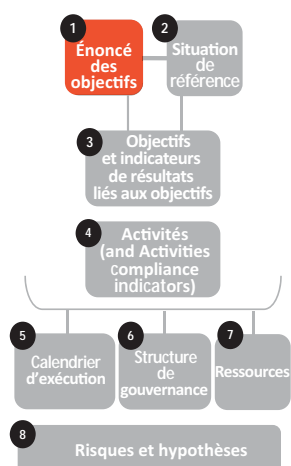 1
Énoncé
des
objectifs
2
Situation
de
référence
3
Objectifs
et indicateurs
de résultats
liés aux objectifs
4
Activités
(and Activities
compliance
indicators)
5
Calendrier
d'exécution
6
Structure
de
gouvernance
7
Ressources
8
Risques et hypothèses